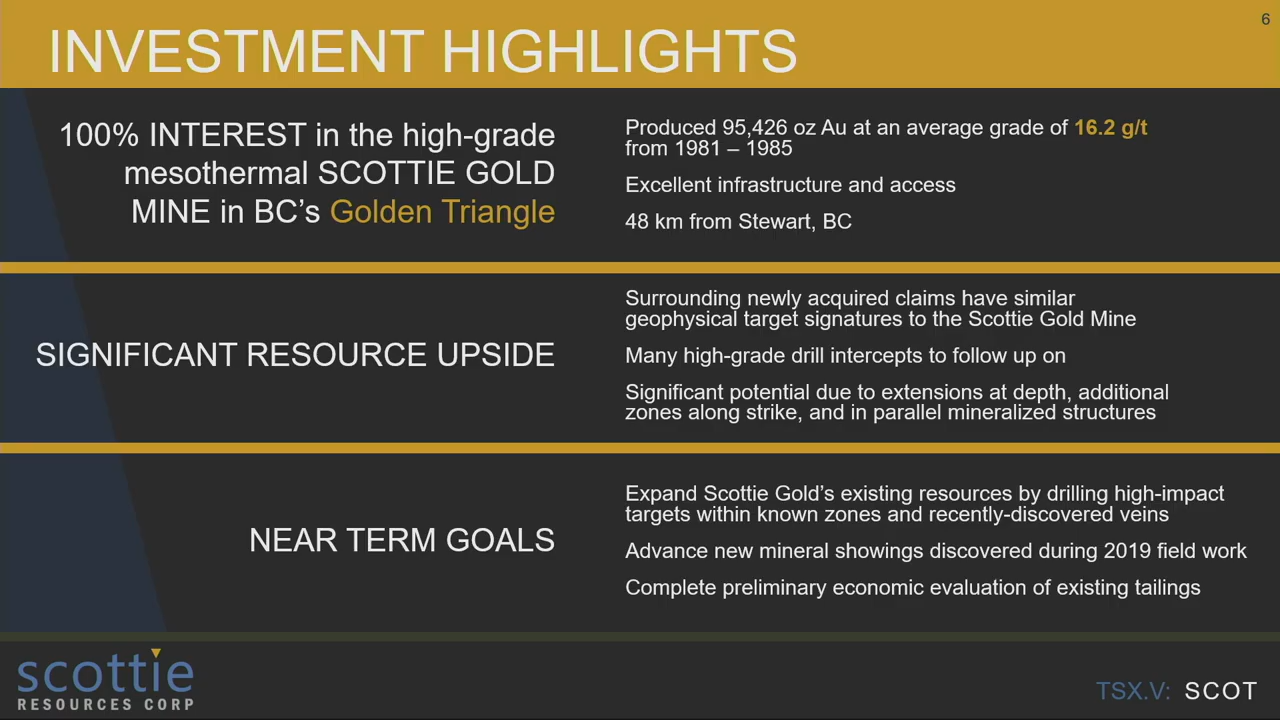 6
INVESTMENT HIGHLIGHTS
100% INTEREST in the high-grade
mesothermal SCOTTIE GOLD
MINE in BC’s Golden Triangle
Produced 95,426 oz Au at an average grade of 16.2 g/t
from 1981 – 1985
Excellent infrastructure and access
48 km from Stewart, BC
SIGNIFICANT RESOURCE UPSIDE
Surrounding newly acquired claims have similar
geophysical target signatures to the Scottie Gold Mine
Many high-grade drill intercepts to follow up on
Significant potential due to extensions at depth, additional
zones along strike, and in parallel mineralized structures
NEAR TERM GOALS
Expand Scottie Gold’s existing resources by drilling high-impact
targets within known zones and recently-discovered veins
Advance new mineral showings discovered during 2019 field work
Complete preliminary economic evaluation of existing tailings
scottie
RESOURCES CORP
TSX.V: SCOT